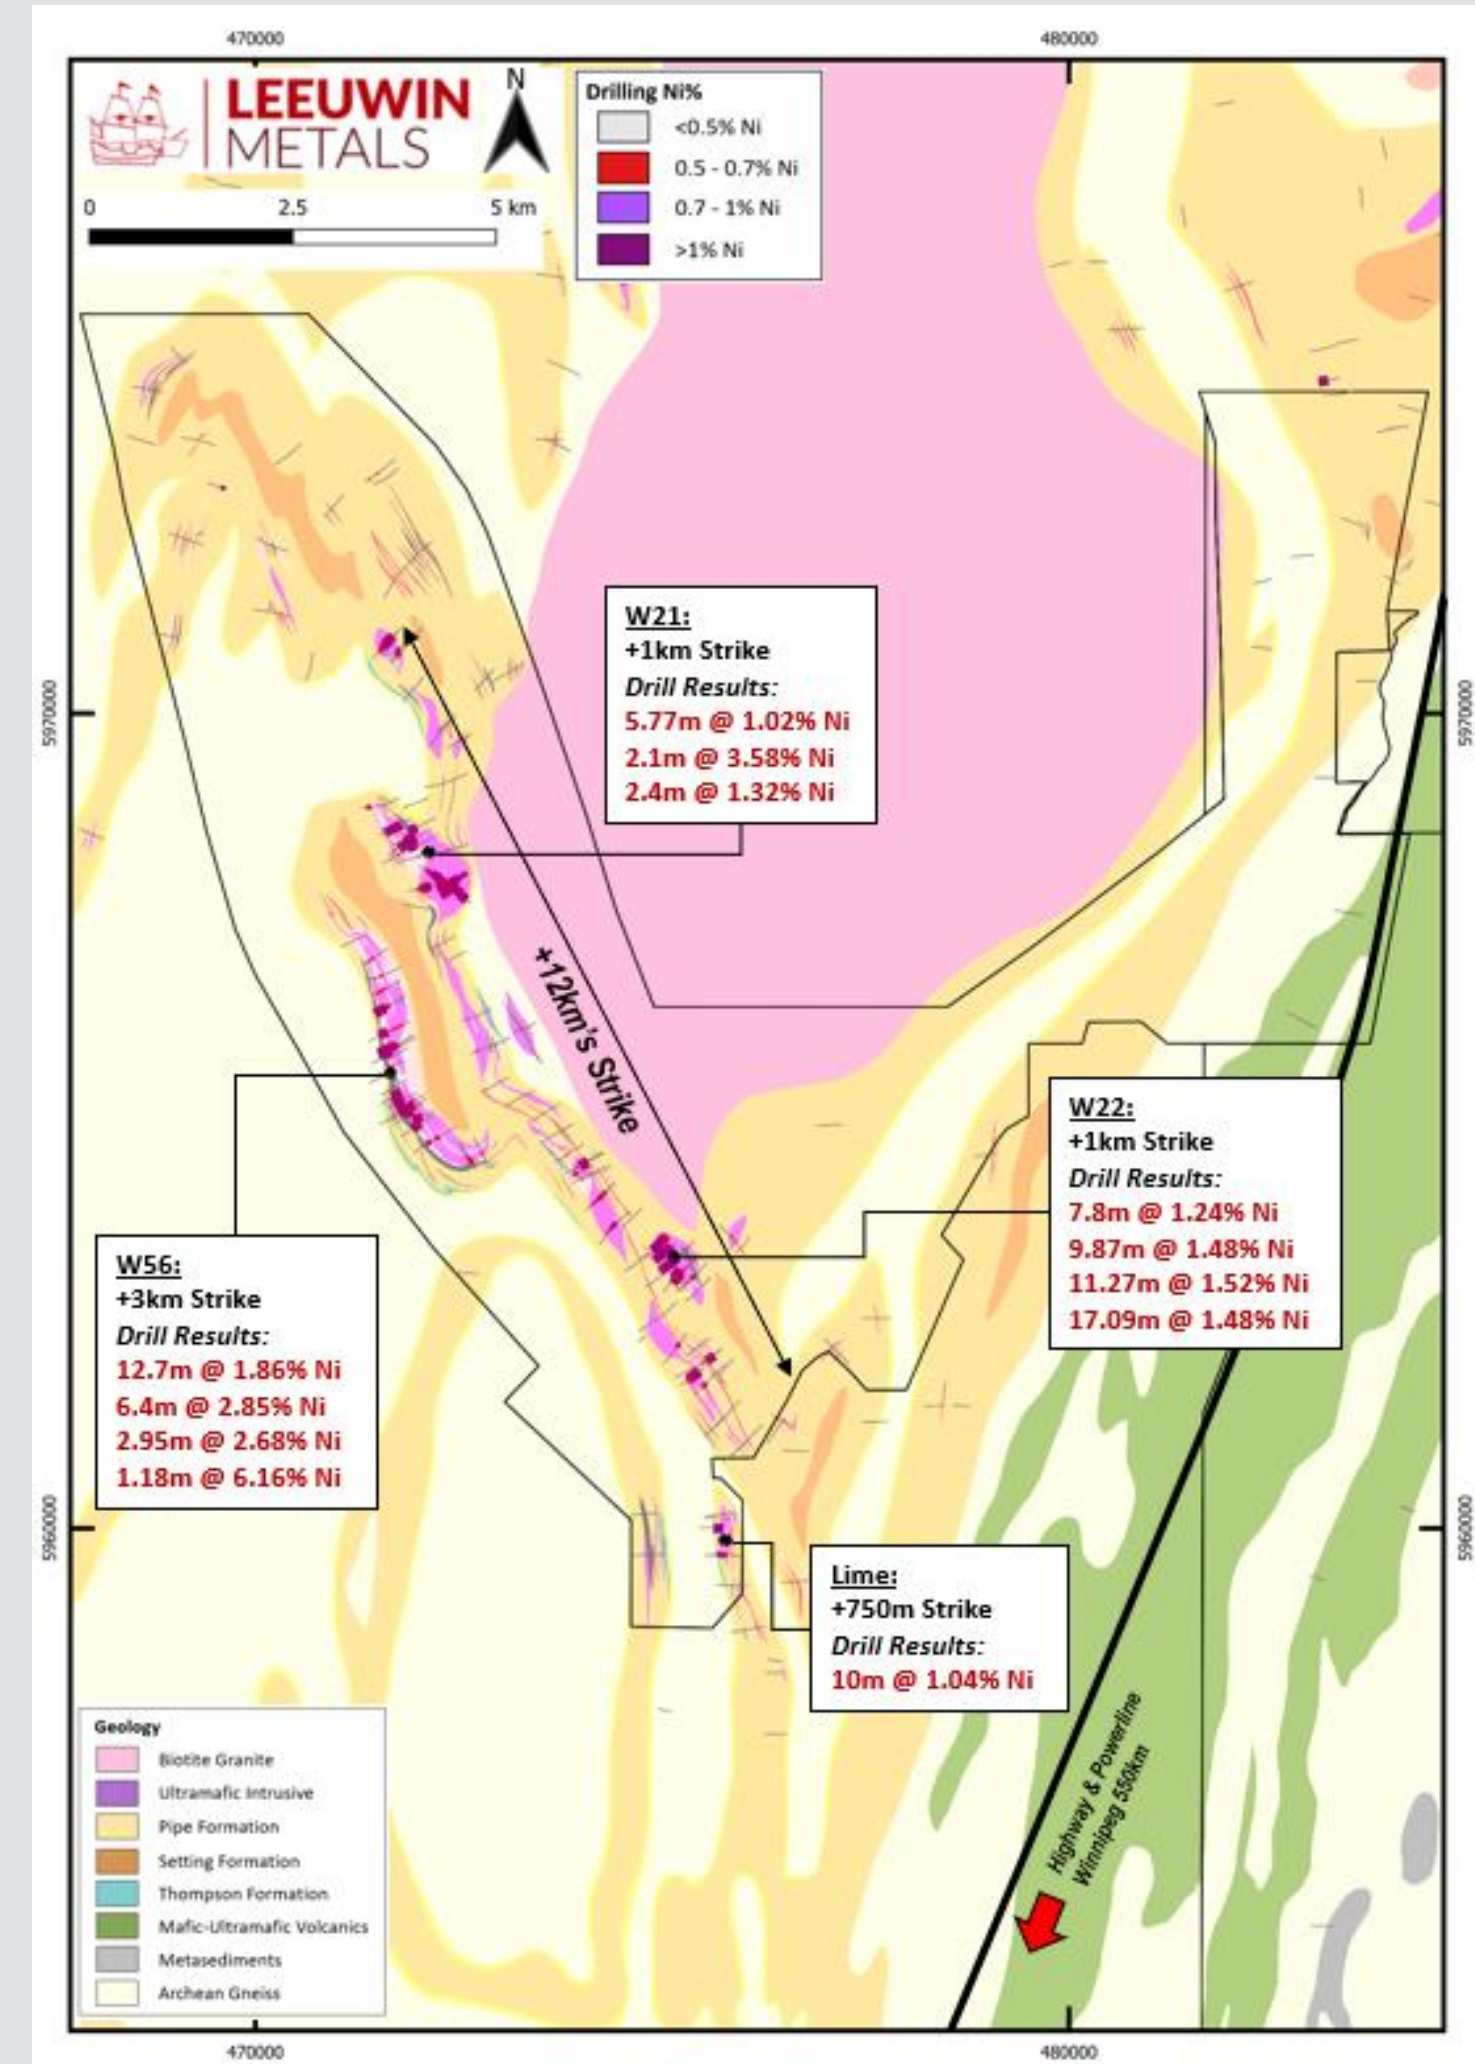 470000
480000
LEEUWIN
METALS
N
0 2.5 5 km
Drilling Ni%
<0.5% Ni
0.5 - 0.7% Ni
0.7 - 1% Ni
>1% Ni
W21:
+1km Strike
Drill Results:
5.77m @ 1.02% Ni
2.1m @ 3.58% Ni
2.4m @ 1.32% Ni
5970000
5970000
+12km's Strike
W22:
+1km Strike
Drill Results:
7.8m @ 1.24% Ni
9.87m @ 1.48% Ni
11.27m @ 1.52% Ni
17.09m @ 1.48% Ni
W56:
+3km Strike
Drill Results:
12.7m @ 1.86% Ni
6.4m @ 2.85% Ni
2.95m @ 2.68% Ni
1.18m @ 6.16% Ni
5960000
5960000
Lime:
+750m Strike
Drill Results:
10m @ 1.04% Ni
Highway & Powerline
Winnipeg 550km
Geology
Biotite Granite
Ultramafic Intrusive
Pipe Formation
Setting Formation
Thompson Formation
Mafic-Ultramafic Volcanics
Metasediments
Archean Gneiss
470000
480000